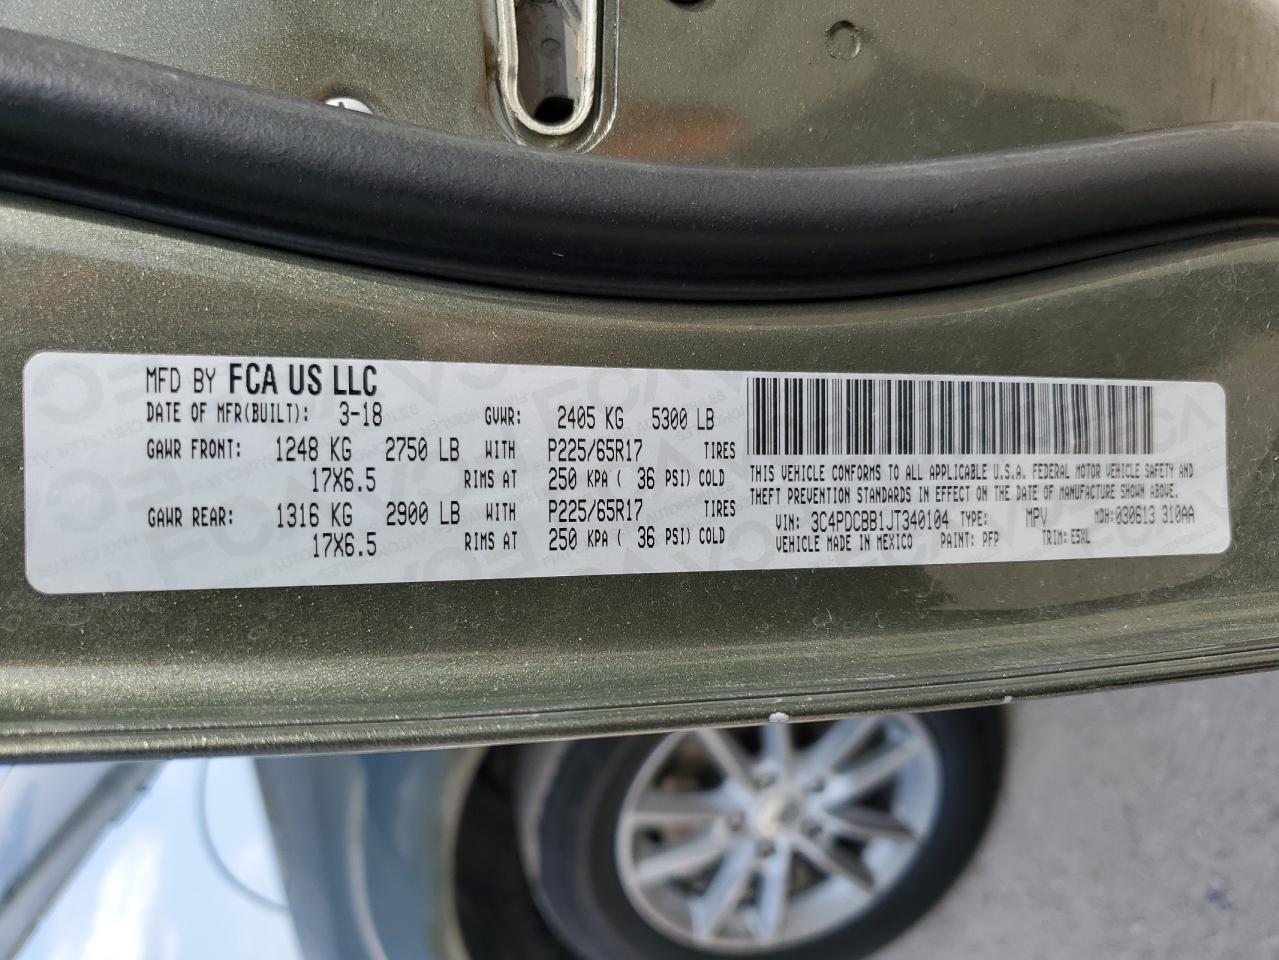 MFD BY FCA US LLC
DATE OF MFR(BUILT): 3-18 GVWR: 2405 KG 5300 LB
GAWR FRONT: 1248 KG 2750 LB WITH P225/65R17 TIRES
17X6.5 RIMS AT 250 KPA ( 36 PSI) COLD
GAWR REAR: 1316 KG 2900 LB WITH P225/65R17 TIRES
17X6.5 RIMS AT 250 KPA ( 36 PSI) COLD
THIS VEHICLE CONFORMS TO ALL APPLICABLE U.S.A. FEDERAL MOTOR VEHICLE SAFETY AND
THEFT PREVENTION STANDARDS IN EFFECT ON THE DATE OF MANUFACTURE SHOWN ABOVE.
VIN: 3C4PDCBB1JT340104 TYPE: MPV MDH: 030613 310AA
VEHICLE MADE IN MEXICO PAINT: PFP TRIM: E5XL